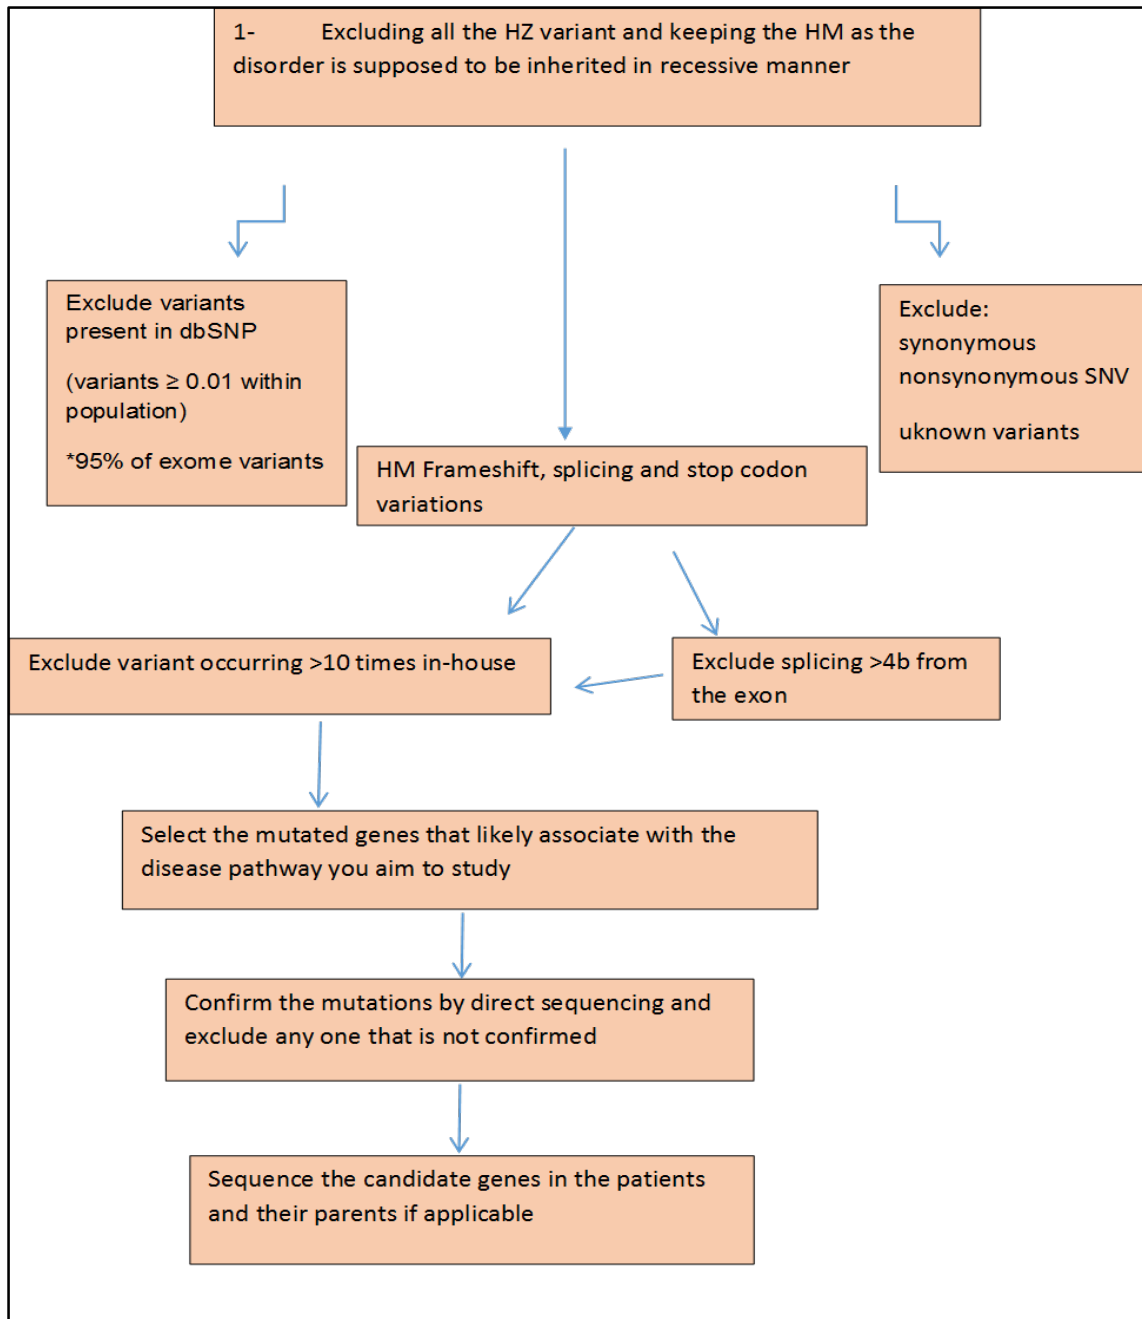 1- Excluding all the HZ variant and keeping the HM as the
disorder is supposed to be inherited in recessive manner
Exclude variants
present in dbSNP
(variants ≥ 0.01 within
population)
*95% of exome variants
Exclude:
synonymous
nonsynonymous SNV
uknown variants
HM Frameshift, splicing and stop codon
variations
Exclude variant occurring >10 times in-house
Exclude splicing >4b from
the exon
Select the mutated genes that likely associate with the
disease pathway you aim to study
Confirm the mutations by direct sequencing and
exclude any one that is not confirmed
Sequence the candidate genes in the patients
and their parents if applicable